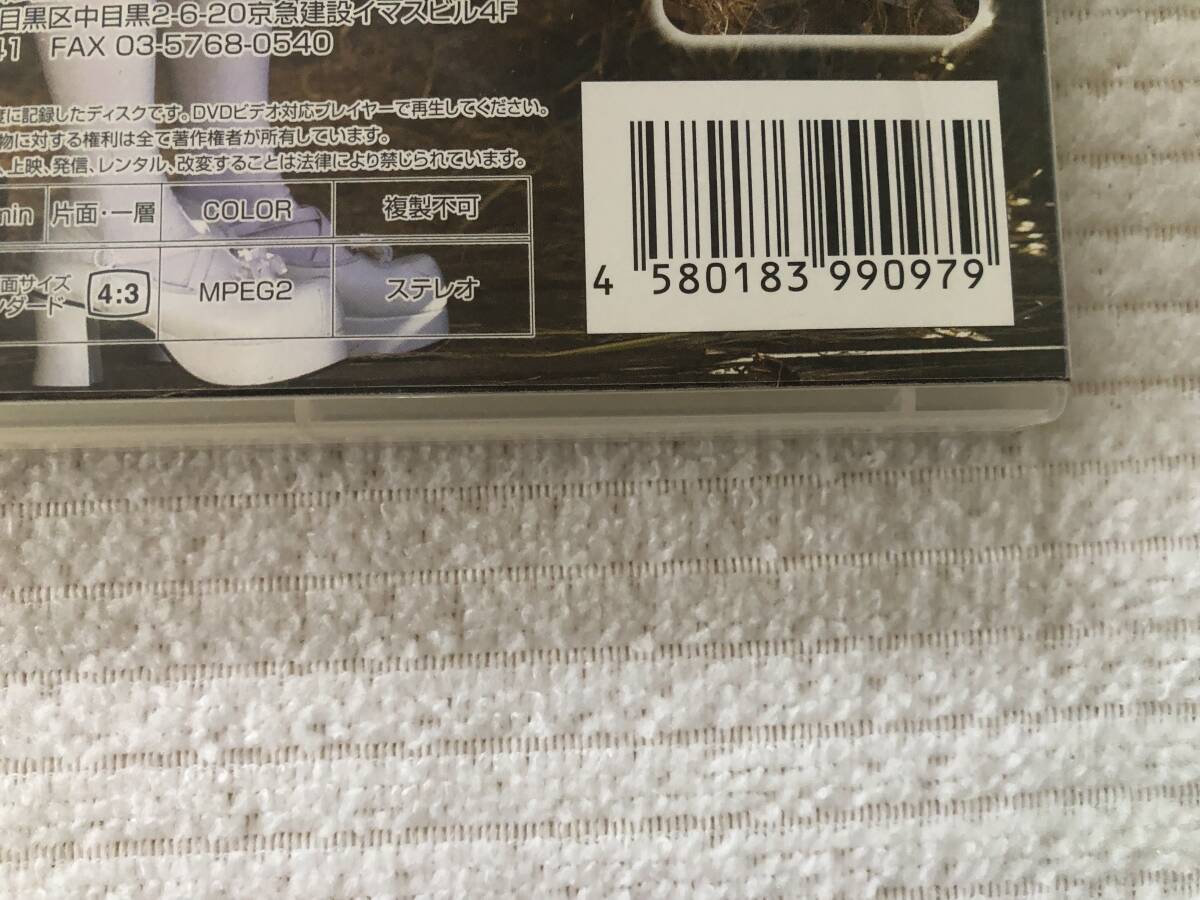 目黒区中目黒2-6-20京急建設イマスビル4F
41 FAX 03-5768-0540
度に記録したディスクです。DVDビデオ対応プレイヤーで再生してください。
物に対する権利は全て著作権者が所有しています。
、上映、発信、レンタル、改変することは法律により禁じられています。
min 片面・一層 COLOR 複製不可
面サイズ
ンダード 4:3 MPEG2 ステレオ
4 580183 990979